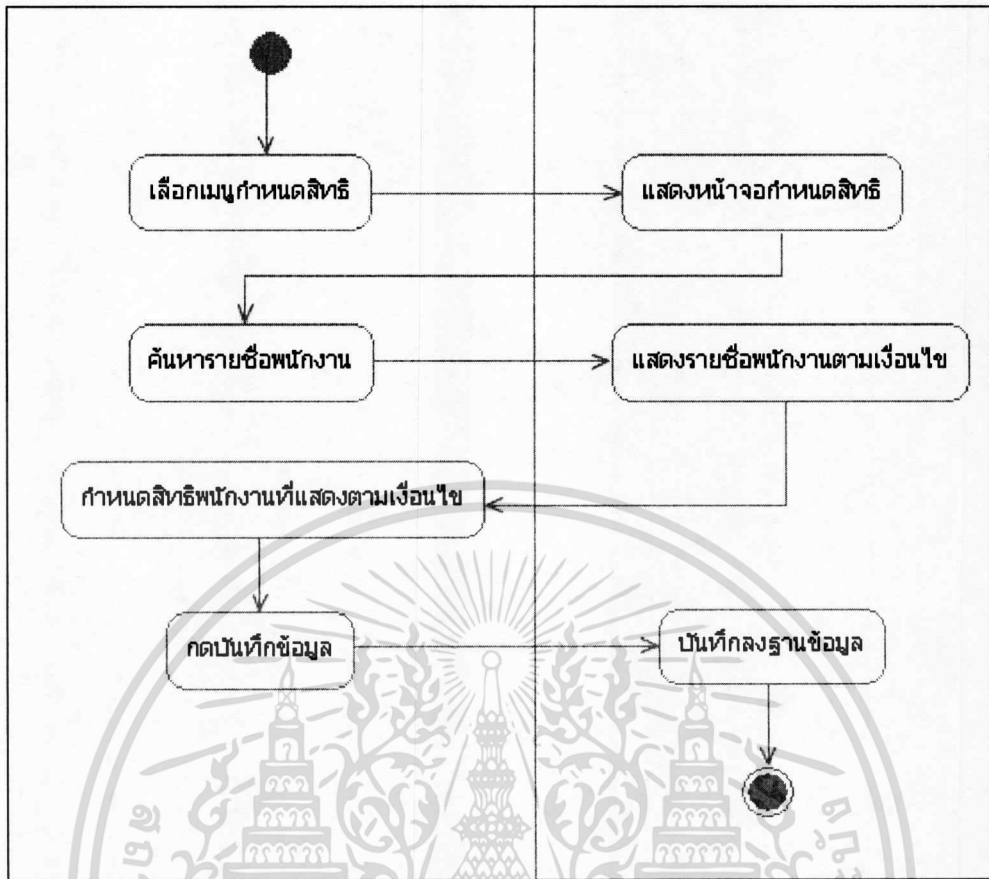 เลือกเมนูกำหนดสิทธิ
แสดงหน้าจอกำหนดสิทธิ
ค้นหารายชื่อพนักงาน
แสดงรายชื่อพนักงานตามเงื่อนไข
กำหนดสิทธิพนักงานที่แสดงตามเงื่อนไข
กดบันทึกข้อมูล
บันทึกลงฐานข้อมูล